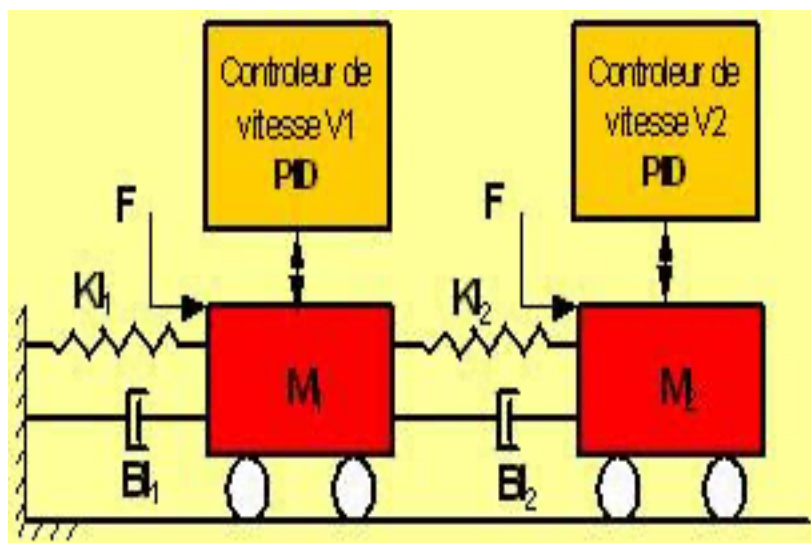 Controleur de
vitesse V1
PID
Controleur de
vitesse V2
PID
F
F
Kl₁
Kl₂
M₁
M₂
Bl₁
Bl₂